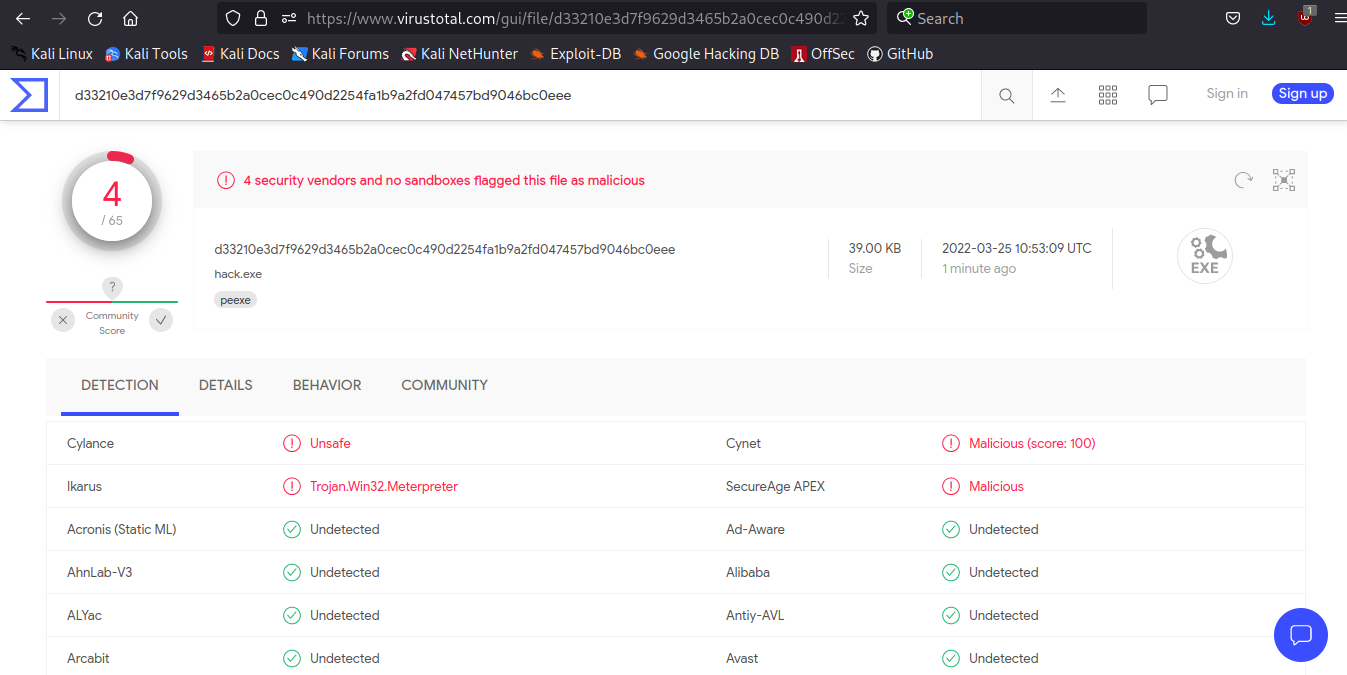 https://www.virustotal.com/gui/file/d33210e3d7f9629d3465b2a0cec0c490d22
Search
1
Kali Linux Kali Tools Kali Docs Kali Forums Kali NetHunter Exploit-DB Google Hacking DB OffSec GitHub
d33210e3d7f9629d3465b2a0cec0c490d2254fa1b9a2fd047457bd9046bc0eee
Sign in Sign up
4
/ 65
? 
Community
Score
4 security vendors and no sandboxes flagged this file as malicious
d33210e3d7f9629d3465b2a0cec0c490d2254fa1b9a2fd047457bd9046bc0eee
hack.exe
peexe
39.00 KB
Size
2022-03-25 10:53:09 UTC
1 minute ago
EXE
DETECTION DETAILS BEHAVIOR COMMUNITY
Cylance Unsafe Cynet Malicious (score: 100)
Ikarus Trojan.Win32.Meterpreter SecureAge APEX Malicious
Acronis (Static ML) Undetected Ad-Aware Undetected
AhnLab-V3 Undetected Alibaba Undetected
ALYac Undetected Antiy-AVL Undetected
Arcabit Undetected Avast Undetected